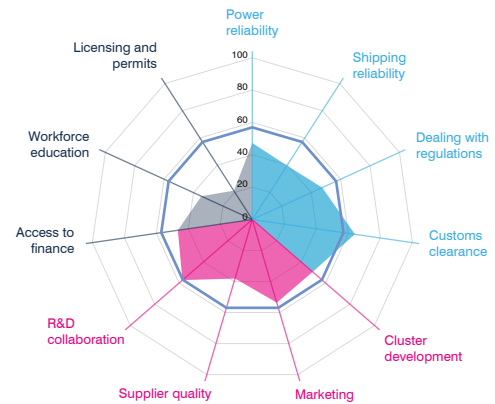 Power
reliability
Licensing and
permits
Shipping
reliability
100
80
60
40
20
0
Workforce
education
Dealing with
regulations
Access to
finance
Customs
clearance
R&D
collaboration
Cluster
development
Supplier quality
Marketing